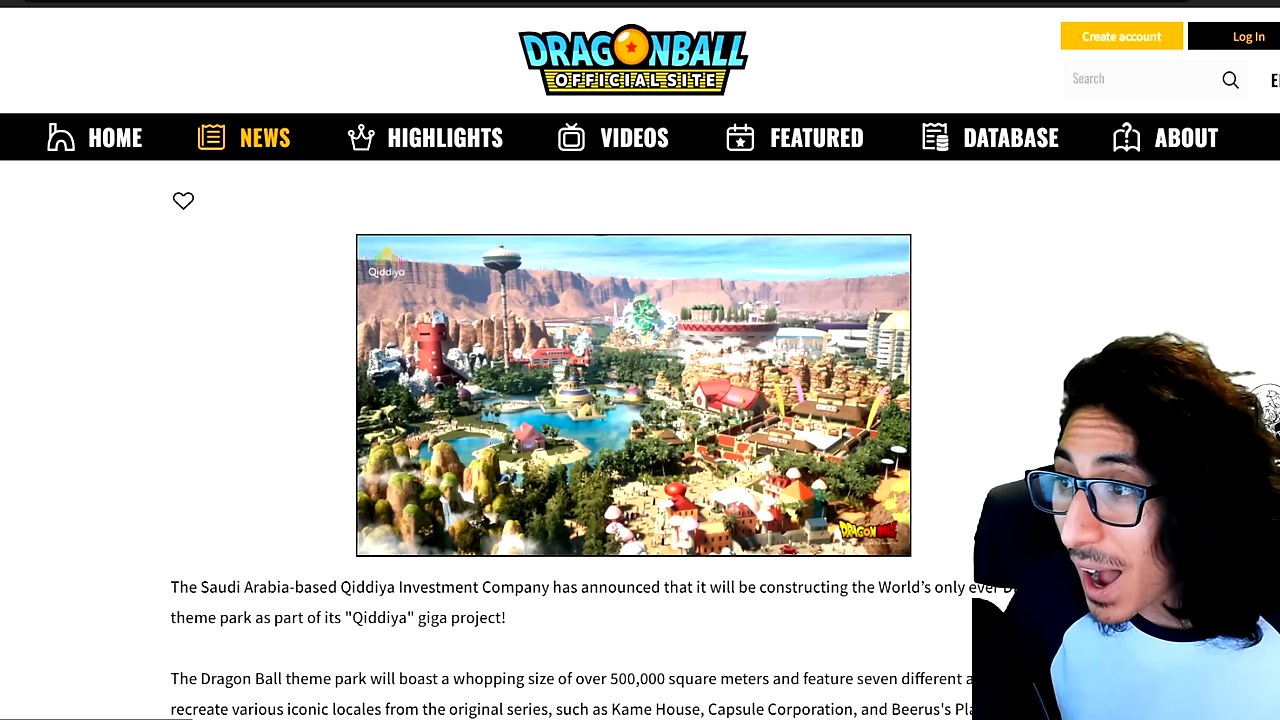 DRAGONBALL
OFFICIAL SITE
Create account
Log In
Search
HOME
NEWS
HIGHLIGHTS
VIDEOS
FEATURED
DATABASE
ABOUT
Qiddiya
DRAGON BALL
The Saudi Arabia-based Qiddiya Investment Company has announced that it will be constructing the World’s only ever
theme park as part of its "Qiddiya" giga project!
The Dragon Ball theme park will boast a whopping size of over 500,000 square meters and feature seven different
recreate various iconic locales from the original series, such as Kame House, Capsule Corporation, and Beerus's